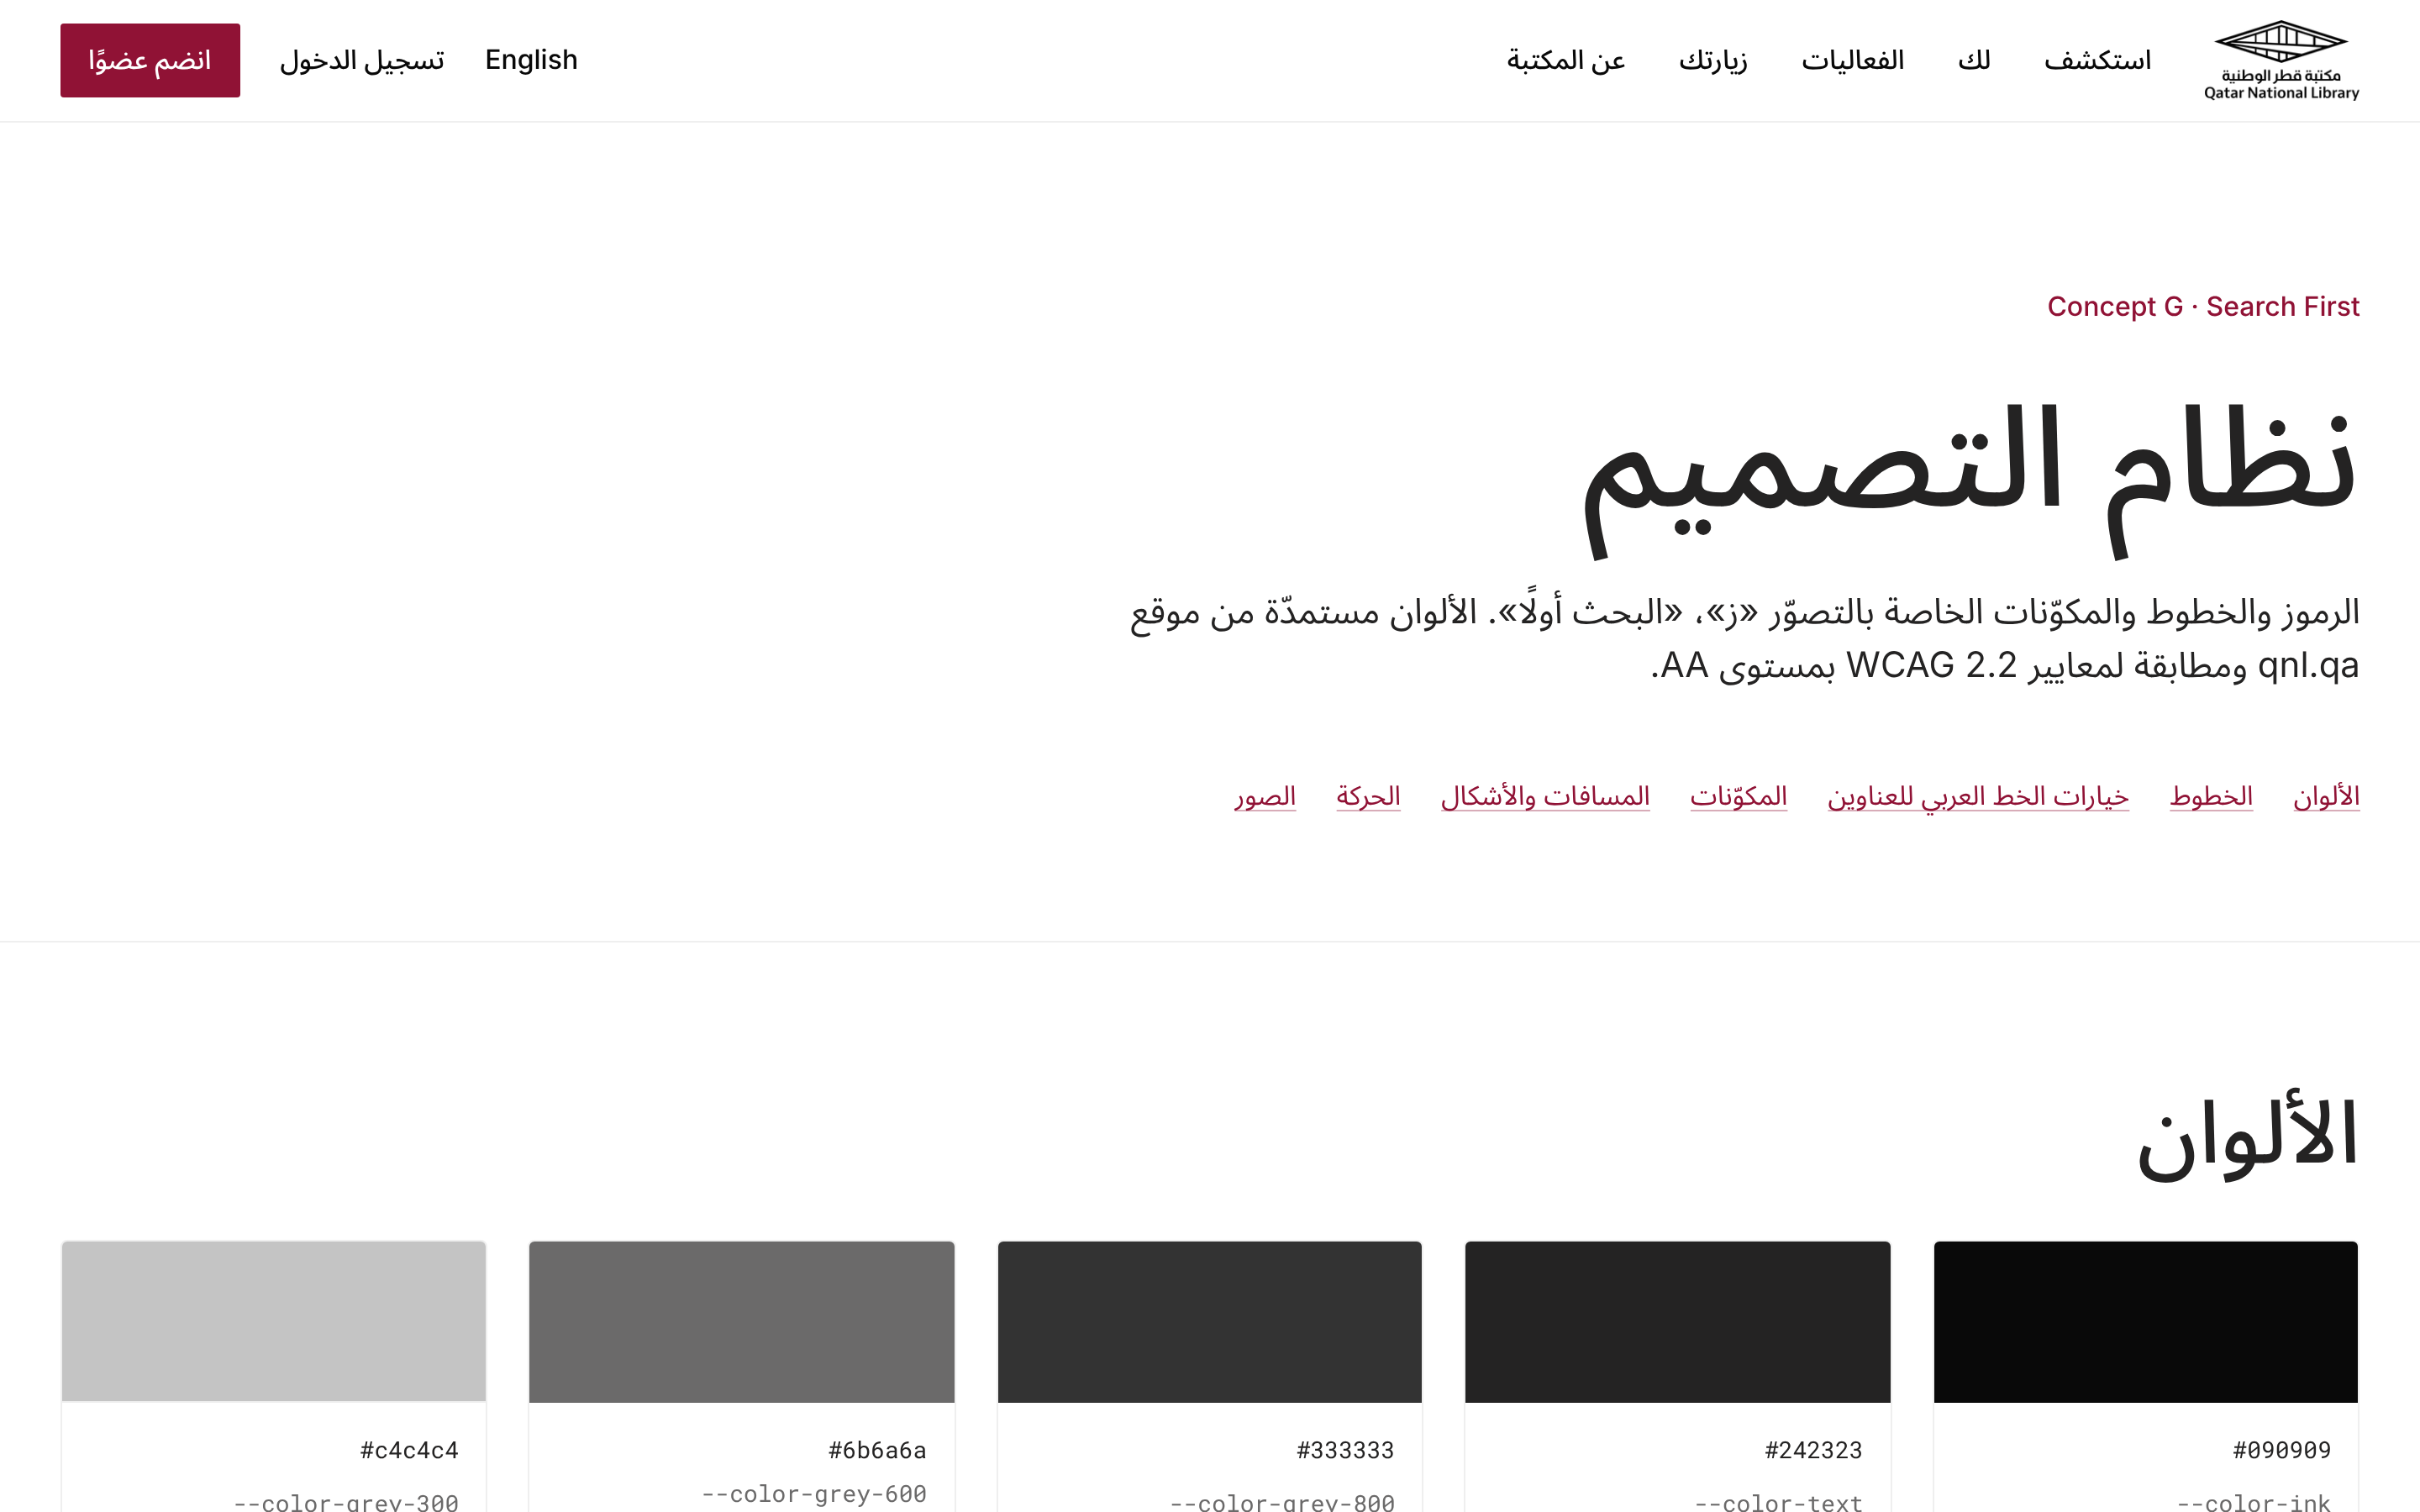 مكتبة قطر الوطنية
Qatar National Library
استكشف
لك
الفعاليات
زيارتك
عن المكتبة
English
تسجيل الدخول
انضم عضوًا
Concept G · Search First
نظام التصميم
الرموز والخطوط والمكوّنات الخاصة بالتصوّر «ز»، «البحث أولًا». الألوان مستمدّة من موقع
qnl.qa ومطابقة لمعايير WCAG 2.2 بمستوى AA.
الألوان
الخطوط
خيارات الخط العربي للعناوين
المكوّنات
المسافات والأشكال
الحركة
الصور
الألوان
#090909
--color-ink
#242323
--color-text
#333333
--color-grey-800
#6b6a6a
--color-grey-600
#c4c4c4
--color-grey-300